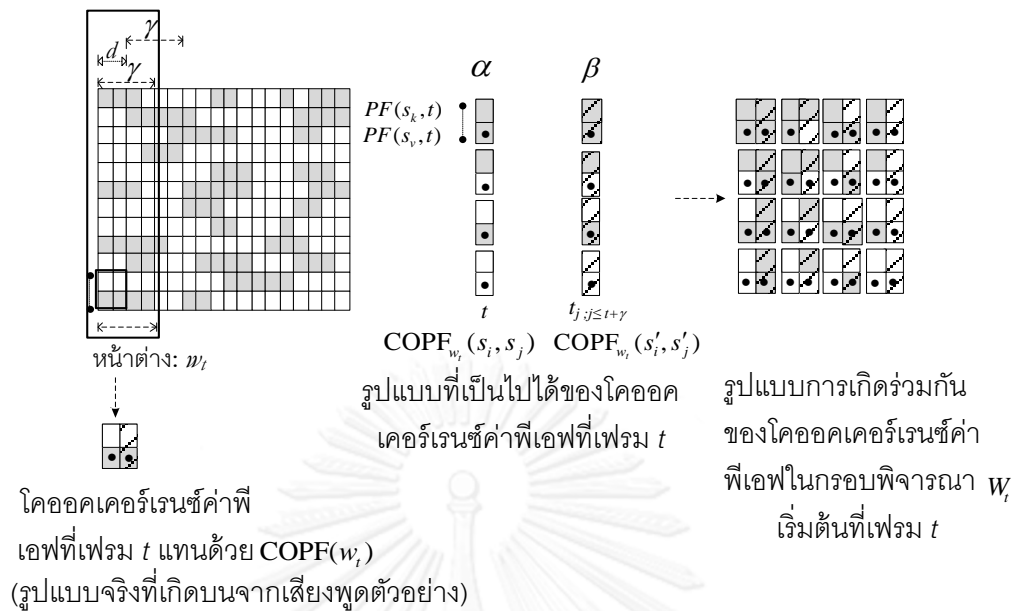 γ
d
γ
α β
PF(s_k, t)
PF(s_v, t)
t t_{j ;j≤t+γ}
COPF_{w_t}(s_i, s_j) COPF_{w_t}(s′_i, s′_j)
หน้าต่าง: w_t
รูปแบบที่เป็นไปได้ของโคออค
เคอร์เรนซ์ค่าพีเอฟที่เฟรม t
รูปแบบการเกิดร่วมกัน
ของโคออคเคอร์เรนซ์ค่า
พีเอฟในกรอบพิจารณา W_t
เริ่มต้นที่เฟรม t
โคออคเคอร์เรนซ์ค่าพี
เอฟที่เฟรม t แทนด้วย COPF(w_t)
(รูปแบบจริงที่เกิดบนจากเสียงพูดตัวอย่าง)